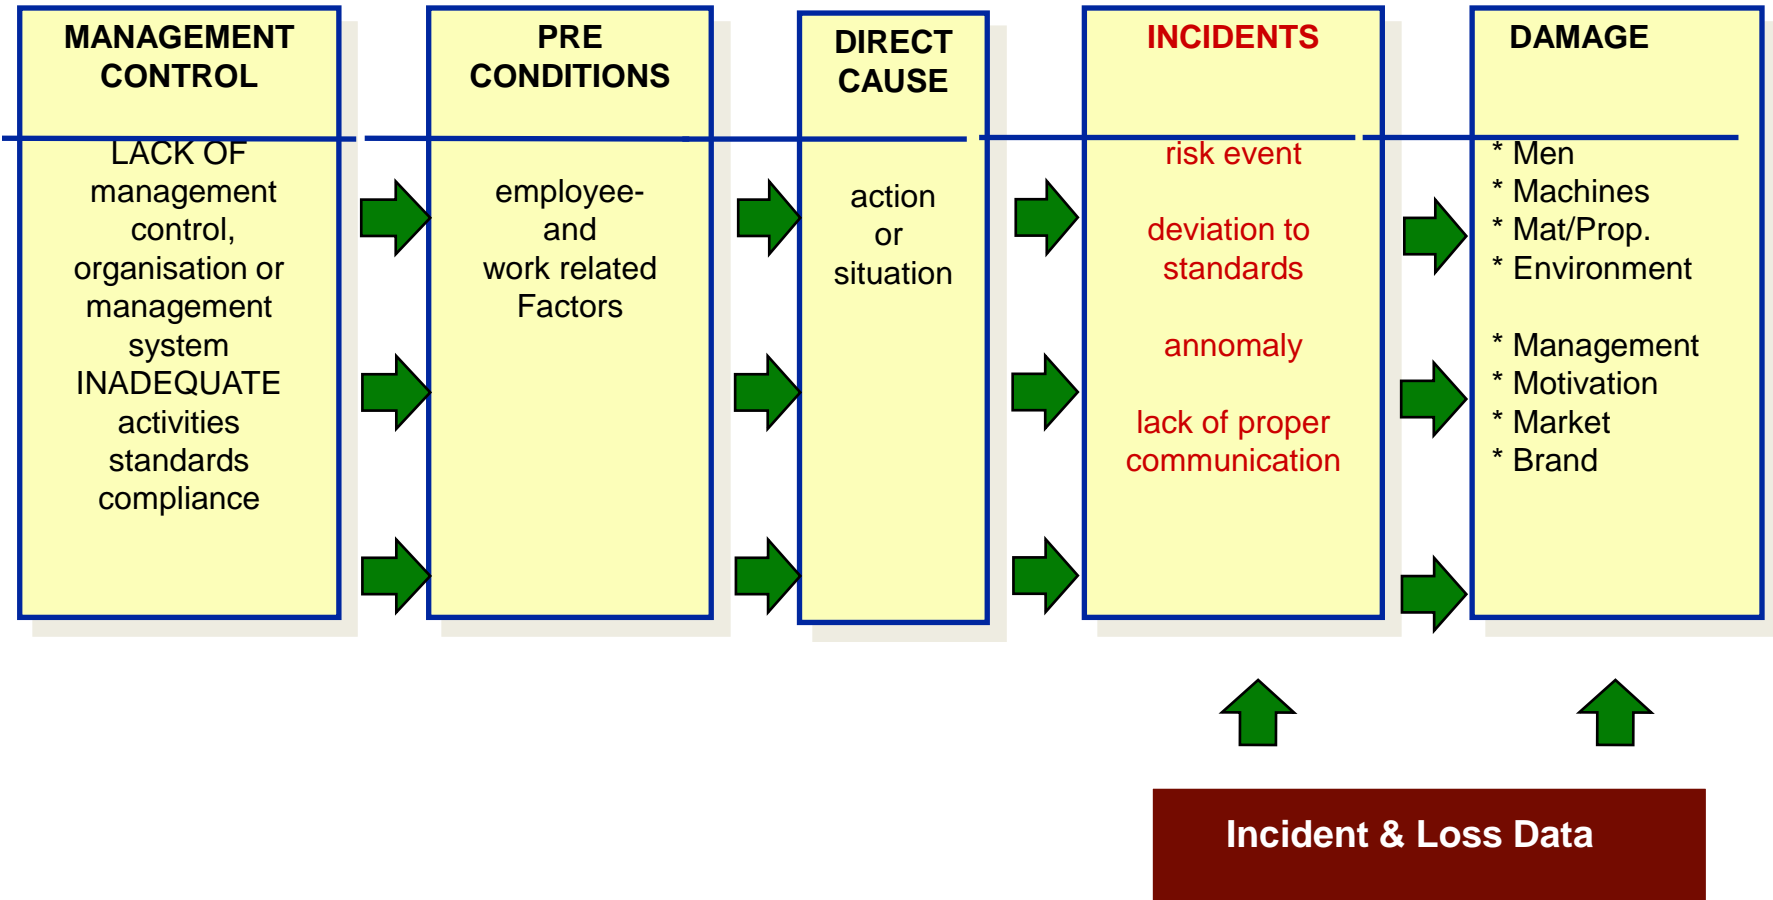 MANAGEMENT
CONTROL
LACK OF
management
control,
organisation or
management
system
INADEQUATE
activities
standards
compliance
PRE
CONDITIONS
employee-
and
work related
Factors
DIRECT
CAUSE
action
or
situation
INCIDENTS
risk event
deviation to
standards
annomaly
lack of proper
communication
DAMAGE
* Men
* Machines
* Mat/Prop.
* Environment
* Management
* Motivation
* Market
* Brand
Incident & Loss Data